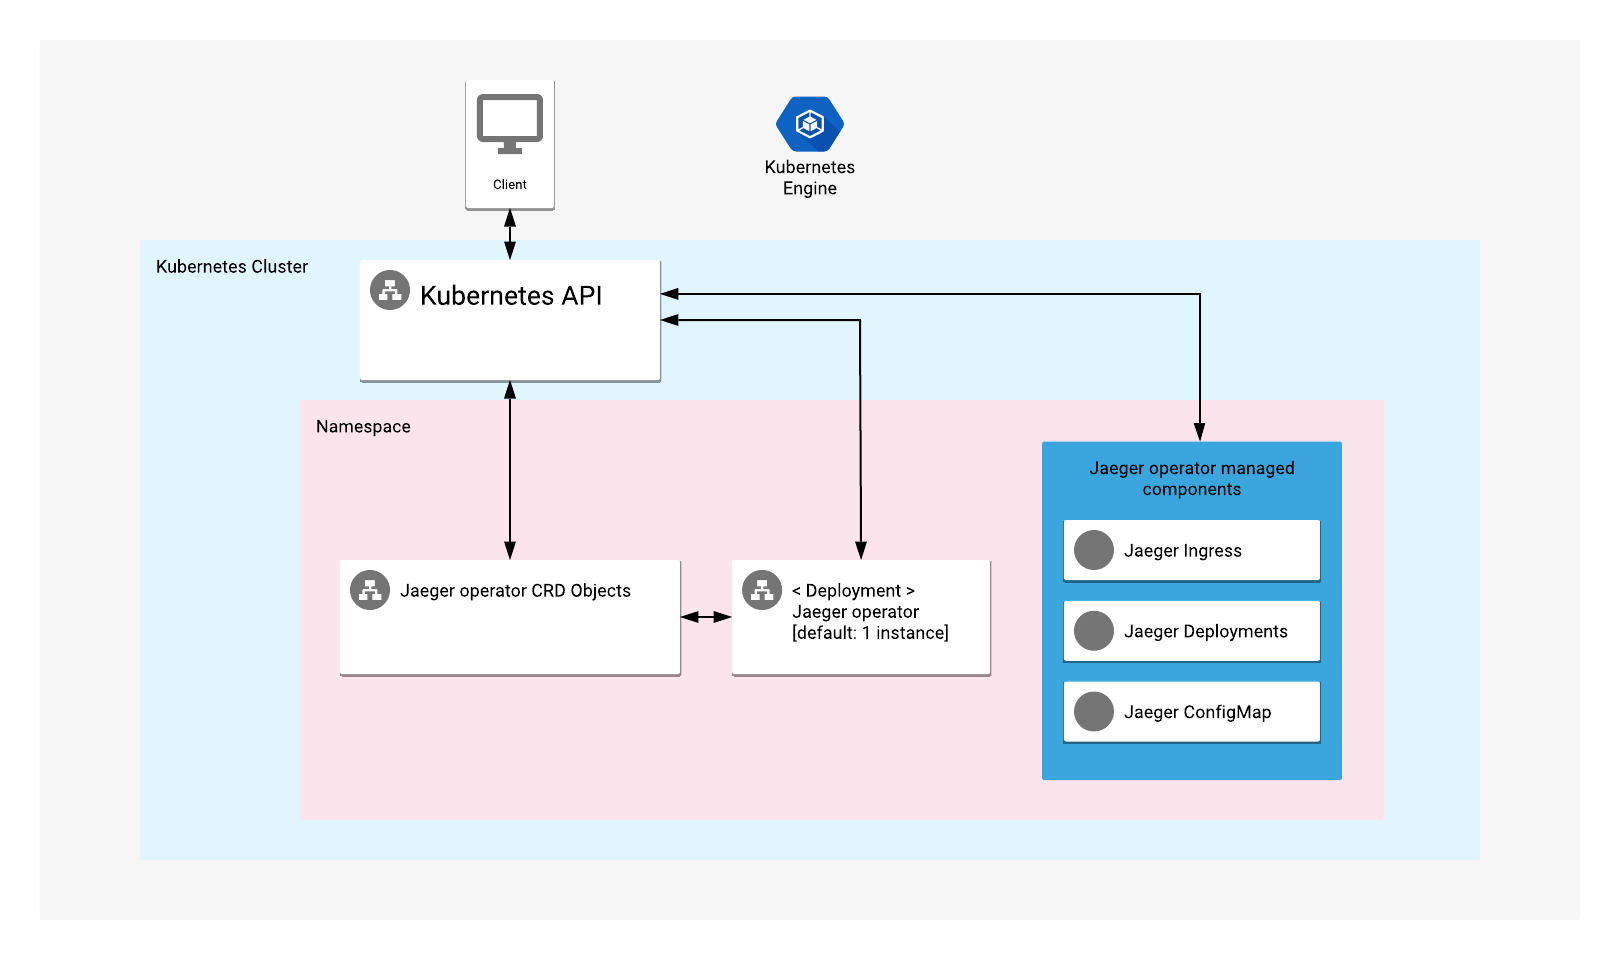 Client
Kubernetes
Engine
Kubernetes Cluster
Kubernetes API
Namespace
Jaeger operator CRD Objects
< Deployment >
Jaeger operator
[default: 1 instance]
Jaeger operator managed
components
Jaeger Ingress
Jaeger Deployments
Jaeger ConfigMap